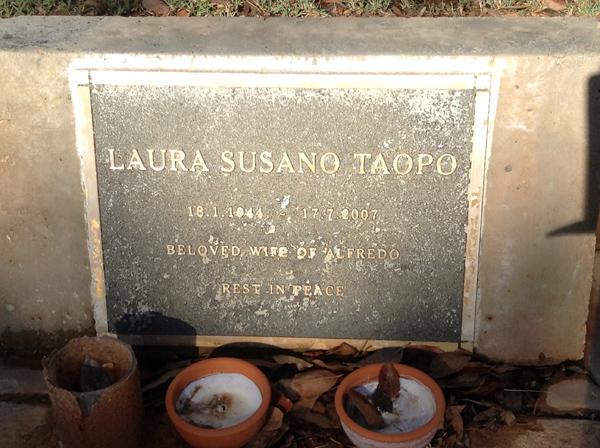 LAURA SUSANO TAOPO
18.1.1944 - 17.7.2007
BELOVED WIFE OF ALFREDO
REST IN PEACE